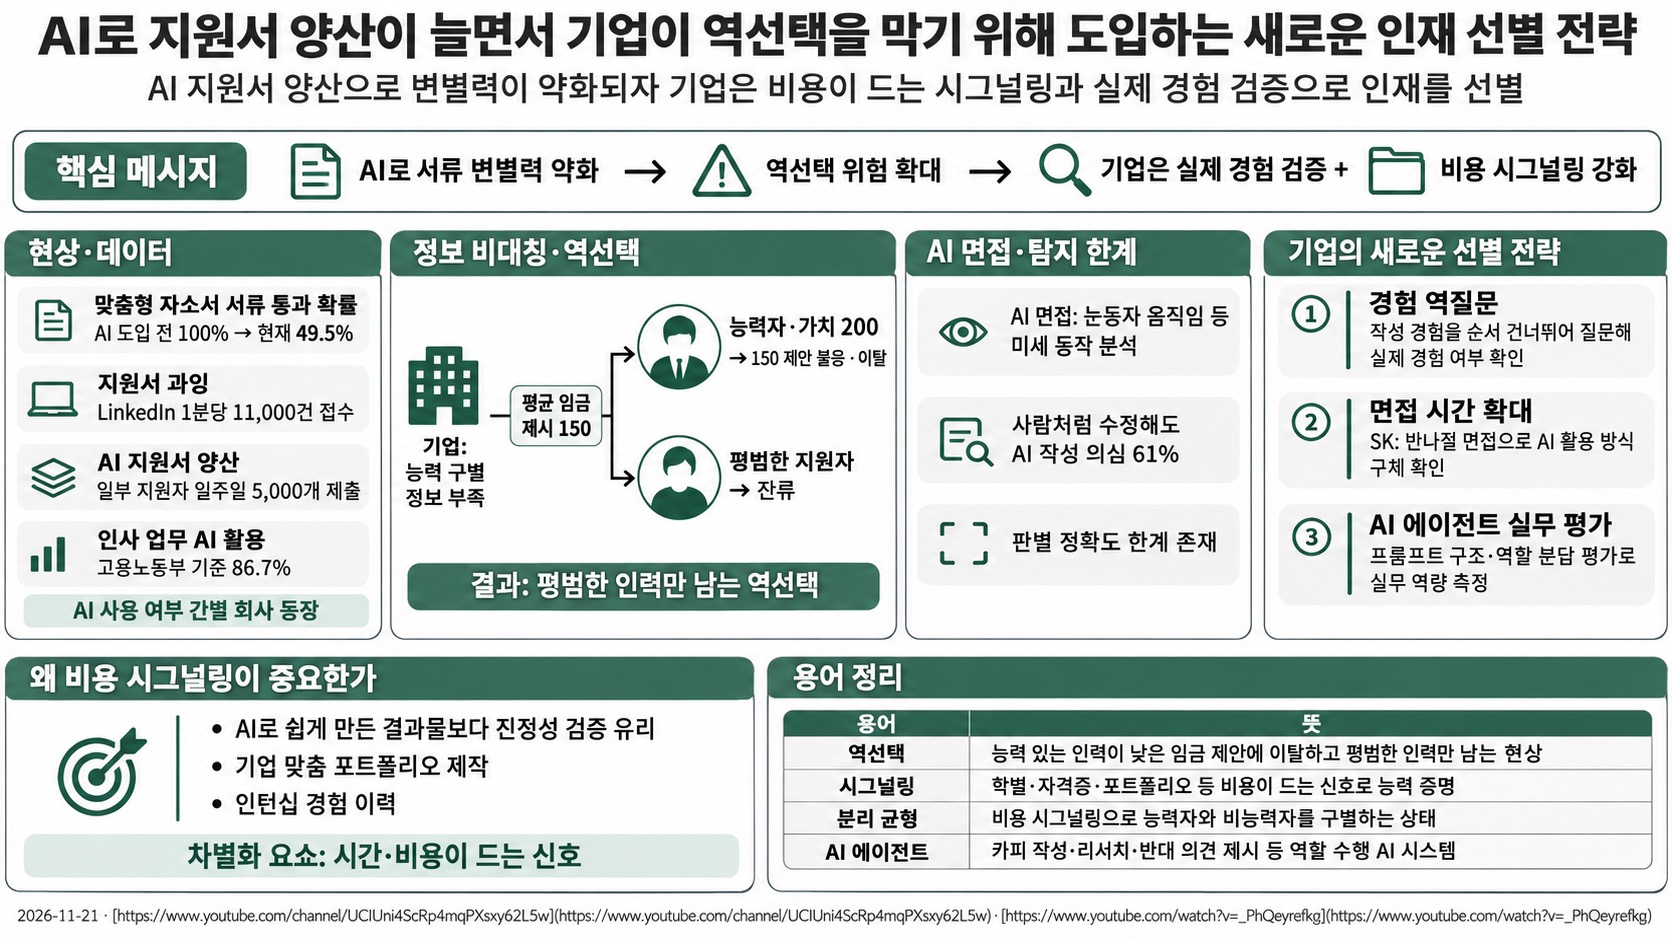 AI로 지원서 양산이 늘면서 기업이 역선택을 막기 위해 도입하는 새로운 인재 선별 전략
AI 지원서 양산으로 변별력이 약화되자 기업은 비용이 드는 시그널링과 실제 경험 검증으로 인재를 선별
핵심 메시지
AI로 서류 변별력 약화
→
역선택 위험 확대
→
기업은 실제 경험 검증 +
비용 시그널링 강화
현상·데이터
맞춤형 자소서 서류 통과 확률
AI 도입 전 100% → 현재 49.5%
지원서 과잉
LinkedIn 1분당 11,000건 접수
AI 지원서 양산
일부 지원자 일주일 5,000개 제출
인사 업무 AI 활용
고용노동부 기준 86.7%
AI 사용 여부 간별 회사 등장
정보 비대칭·역선택
기업:
능력 구별
정보 부족
평균 임금
제시 150
능력자·가치 200
→ 150 제안 불응·이탈
평범한 지원자
→ 잔류
결과: 평범한 인력만 남는 역선택
AI 면접·탐지 한계
AI 면접: 눈동자 움직임 등
미세 동작 분석
사람처럼 수정해도
AI 작성 의심 61%
판별 정확도 한계 존재
기업의 새로운 선별 전략
1
경험 역질문
작성 경험을 순서 건너뛰어 질문해
실제 경험 여부 확인
2
면접 시간 확대
SK: 반나절 면접으로 AI 활용 방식
구체 확인
3
AI 에이전트 실무 평가
프롬프트 구조·역할 분담 평가로
실무 역량 측정
왜 비용 시그널링이 중요한가
• AI로 쉽게 만든 결과물보다 진정성 검증 유리
• 기업 맞춤 포트폴리오 제작
• 인턴십 경험 이력
차별화 요소: 시간·비용이 드는 신호
용어 정리
용어 뜻
역선택 능력 있는 인력이 낮은 임금 제안에 이탈하고 평범한 인력만 남는 현상
시그널링 학별·자격증·포트폴리오 등 비용이 드는 신호로 능력 증명
분리 균형 비용 시그널링으로 능력자와 비능력자를 구별하는 상태
AI 에이전트 카피 작성·리서치·반대 의견 제시 등 역할 수행 AI 시스템
2026-11-21 · [https://www.youtube.com/channel/UCIUni4ScRp4mqPXsxy62L5w](https://www.youtube.com/channel/UCIUni4ScRp4mqPXsxy62L5w) · [https://www.youtube.com/watch?v=_PhQeyrefkg](https://www.youtube.com/watch?v=_PhQeyrefkg)